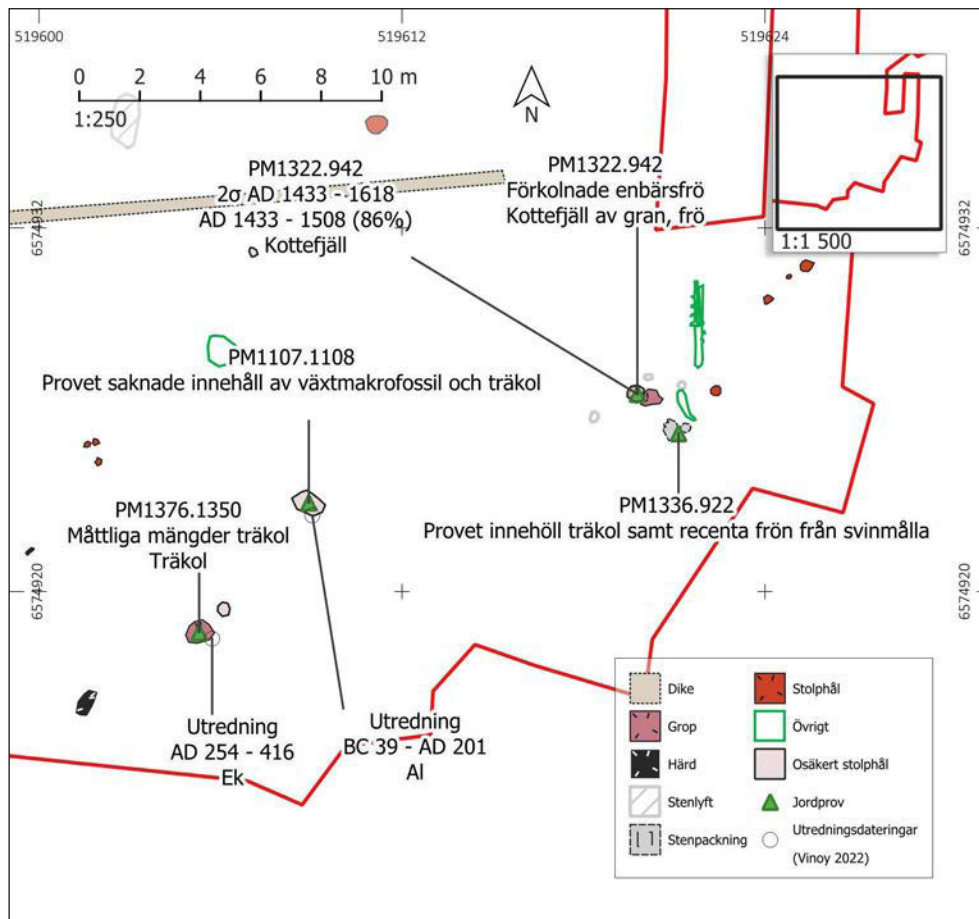 519600
519612
519624
0 2 4 6 8 10 m
1:250
N
PM1322.942
2σ AD 1433 - 1618
AD 1433 - 1508 (86%)
Kottefjäll
PM1322.942
Förkolnade enbärsfrö
Kottefjäll av gran, frö
6574932
6574932
1:1 500
PM1107.1108
Provet saknade innehåll av växtmakrofossil och träkol
PM1376.1350
Måttliga mängder träkol
Träkol
PM1336.922
Provet innehöll träkol samt recenta frön från svinmålla
6574920
6574920
Utredning
AD 254 - 416
Ek
Utredning
BC 39 - AD 201
Al
Dike
Grop
Härd
Stenlyft
Stenpackning
Stolphål
Övrigt
Osäkert stolphål
Jordprov
Utredningsdateringar
(Vinoy 2022)